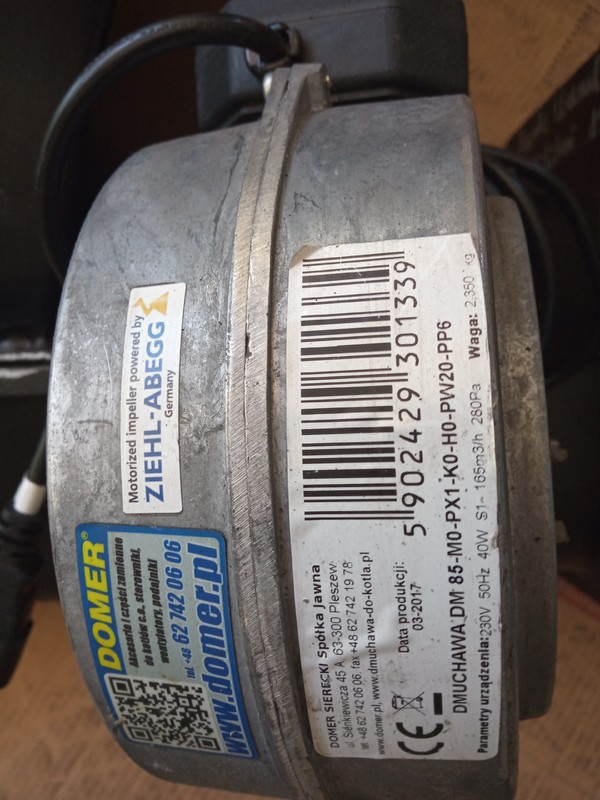 Motorized impeller powered by
ZIEHL-ABEGG
Germany
DOMER®
Akcesoria i części zamienne
do kotłów c.o, sterowniki,
wentylatory, podajniki
tel. +48 62 742 06 06
www.domer.pl
5 902429 301339
DOMER SIERECKI Spółka Jawna
ul. Sienkiewicza 45 A, 63-300 Pleszew
tel +48 62 742 06 06, fax +48 62 742 19 78
www.domer.pl, www.dmuchawa-do-kotla.pl
CE
Data produkcji:
03-2017
DMUCHAWA: DM 85-M0-PX1-K0-H0-PW20-PP6
Parametry urządzenia: 230V 50Hz 40W S1- 165m3/h 280Pa Waga: 2,350 kg